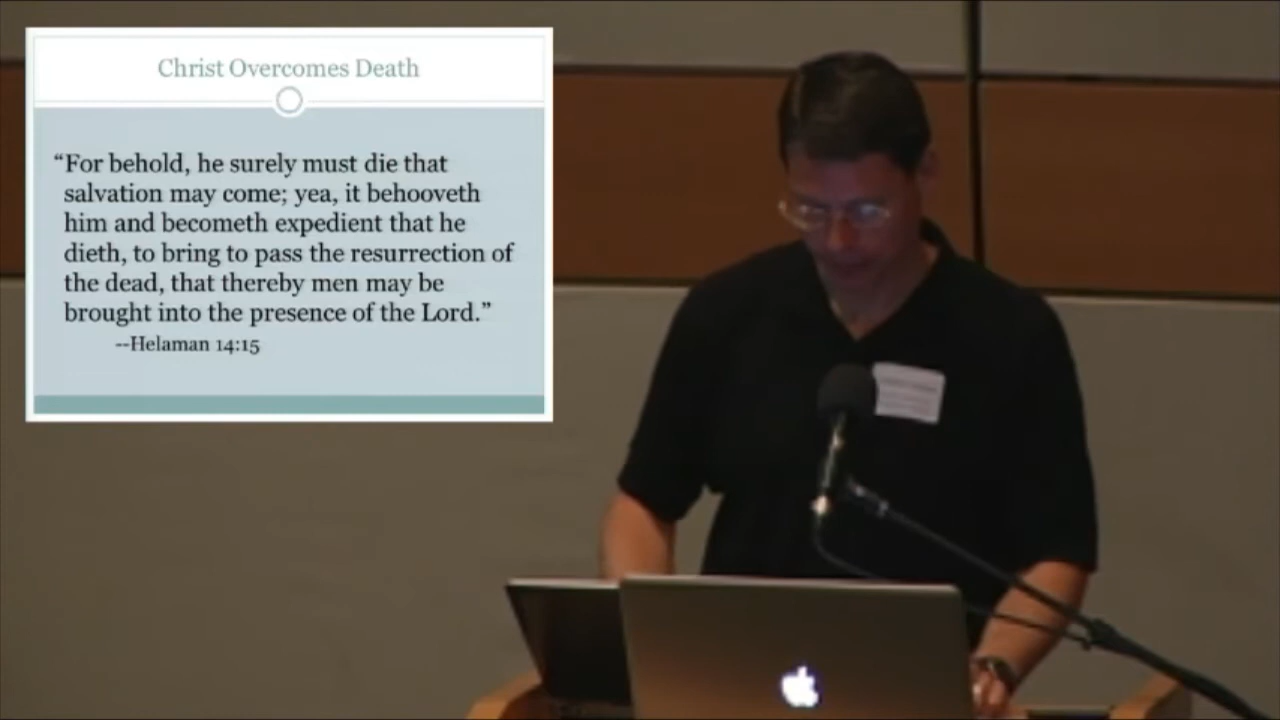 Christ Overcomes Death
“For behold, he surely must die that
salvation may come; yea, it behooveth
him and becometh expedient that he
dieth, to bring to pass the resurrection of
the dead, that thereby men may be
brought into the presence of the Lord.”
--Helaman 14:15